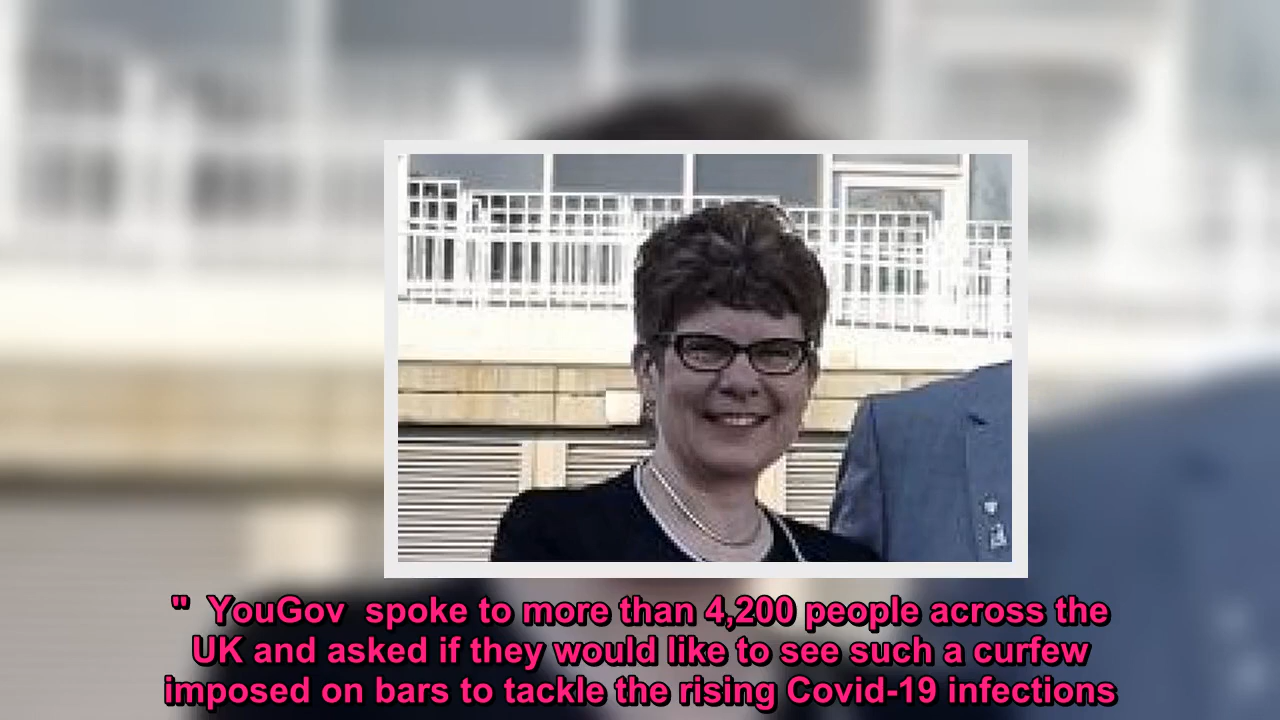 " YouGov spoke to more than 4,200 people across the
UK and asked if they would like to see such a curfew
imposed on bars to tackle the rising Covid-19 infections